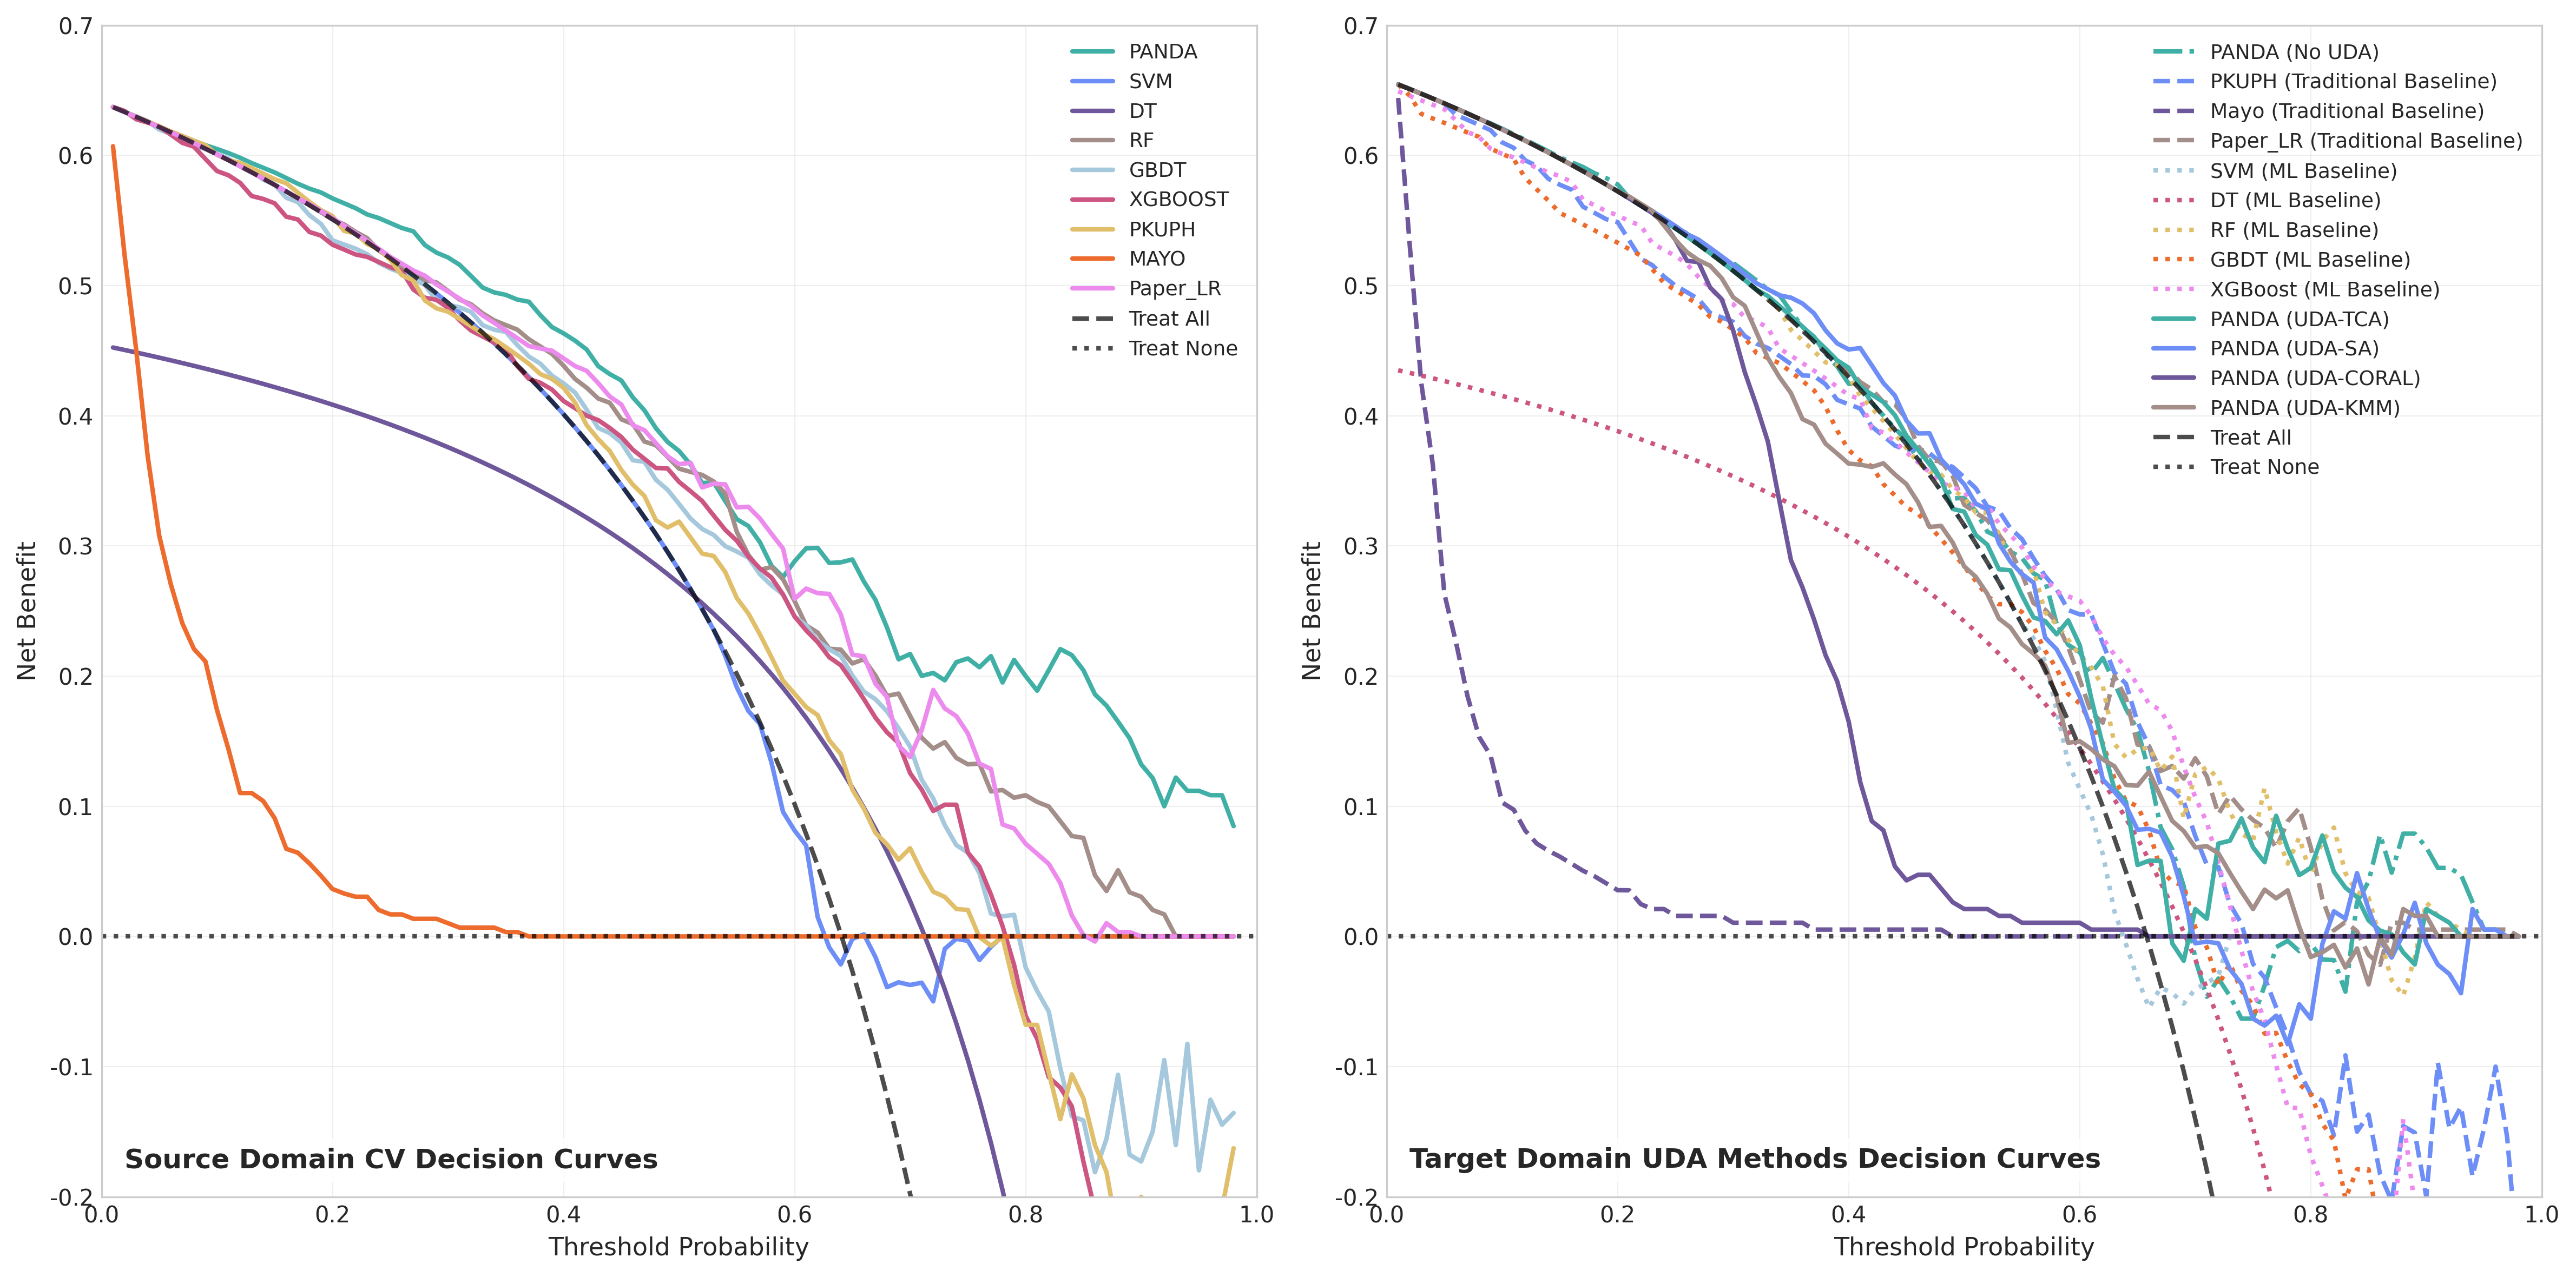 0.7
0.6
0.5
0.4
0.3
0.2
0.1
0.0
-0.1
-0.2
Net Benefit
PANDA
SVM
DT
RF
GBDT
XGBOOST
PKUPH
MAYO
Paper_LR
Treat All
Treat None
Source Domain CV Decision Curves
0.0 0.2 0.4 0.6 0.8 1.0
Threshold Probability
0.7
0.6
0.5
0.4
0.3
0.2
0.1
0.0
-0.1
-0.2
Net Benefit
PANDA (No UDA)
PKUPH (Traditional Baseline)
Mayo (Traditional Baseline)
Paper_LR (Traditional Baseline)
SVM (ML Baseline)
DT (ML Baseline)
RF (ML Baseline)
GBDT (ML Baseline)
XGBoost (ML Baseline)
PANDA (UDA-TCA)
PANDA (UDA-SA)
PANDA (UDA-CORAL)
PANDA (UDA-KMM)
Treat All
Treat None
Target Domain UDA Methods Decision Curves
0.0 0.2 0.4 0.6 0.8 1.0
Threshold Probability